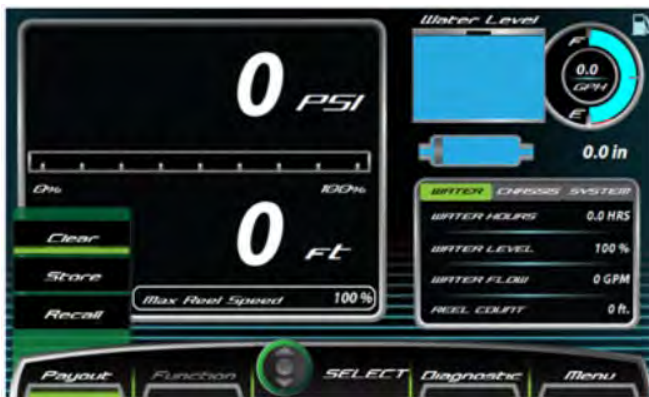 Water Level
0 PSI
F
0.0
GPH
E
0% 100%
0.0 in
0 Ft
Max Reel Speed 100 %
WATER CHASSIS SYSTEM
WATER HOURS 0.0 HRS
WATER LEVEL 100 %
WATER FLOW 0 GPM
REEL COUNT 0 ft.
Clear
Store
Recall
Payout Function SELECT Diagnostic Menu